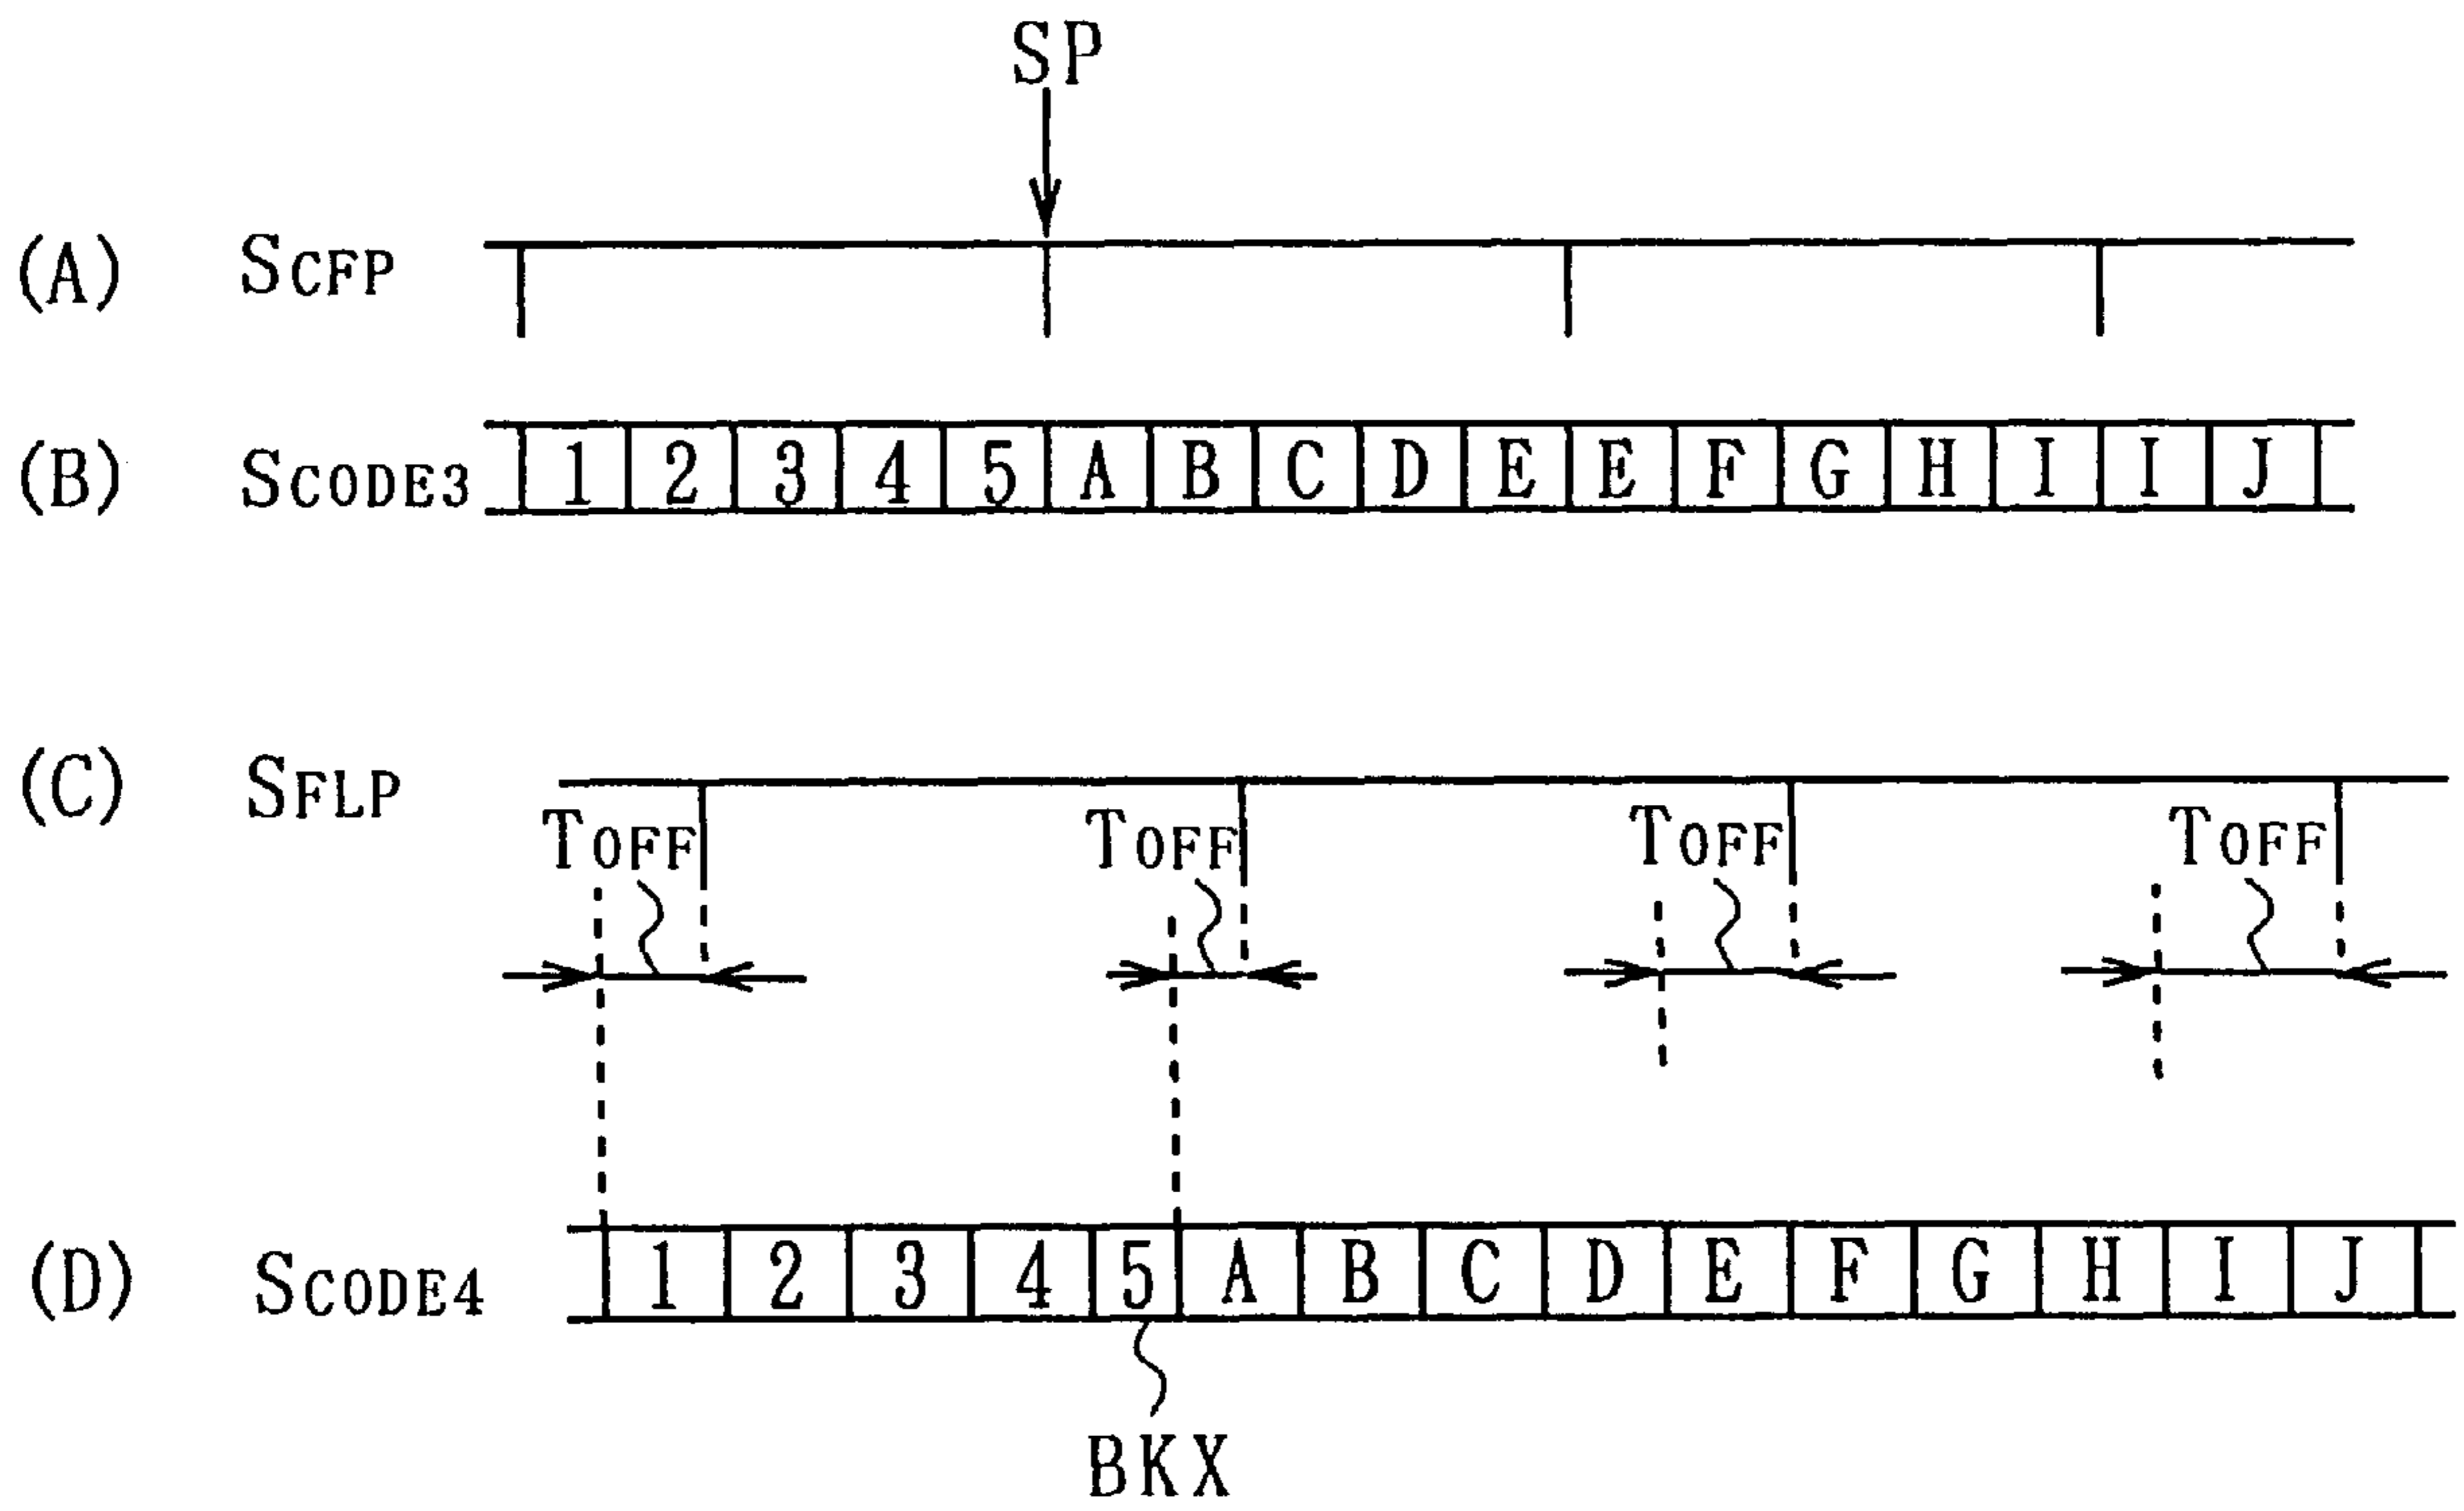 SP
(A) SCFP
(B) SCODE3 1 2 3 4 5 A B C D E E F G H I I J
(C) SFLP
TOFF TOFF TOFF TOFF
(D) SCODE4 1 2 3 4 5 A B C D E F G H I J
BKX